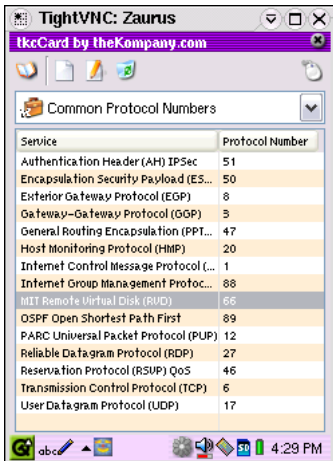 TightVNC: Zaurus
tkcCard by theKompany.com
Common Protocol Numbers
Service Protocol Number
Authentication Header (AH) IPSec 51
Encapsulation Security Payload (ES... 50
Exterior Gateway Protocol (EGP) 8
Gateway-Gateway Protocol (GGP) 3
General Routing Encapsulation (PPT... 47
Host Monitoring Protocol (HMP) 20
Internet Control Message Protocol (... 1
Internet Group Management Protoc... 88
MIT Remote Virtual Disk (RVD) 66
OSPF Open Shortest Path First 89
PARC Universal Packet Protocol (PUP) 12
Reliable Datagram Protocol (RDP) 27
Reservation Protocol (RSVP) QoS 46
Transmission Control Protocol (TCP) 6
User Datagram Protocol (UDP) 17
abc SD 4:29 PM